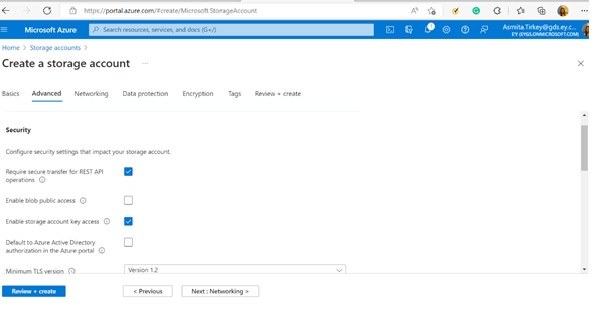 https://portal.azure.com/#create/Microsoft.StorageAccount
Microsoft Azure
Search resources, services, and docs (G+/)
Asmita.Tirkey@gds.ey.c...
EY (EYGLONMICROSOFT.COM)
Home > Storage accounts >
Create a storage account ...
Basics Advanced Networking Data protection Encryption Tags Review + create
Security
Configure security settings that impact your storage account.
Require secure transfer for REST API
operations
Enable blob public access
Enable storage account key access
Default to Azure Active Directory
authorization in the Azure portal
Minimum TLS version
Version 1.2
Review + create
< Previous
Next : Networking >